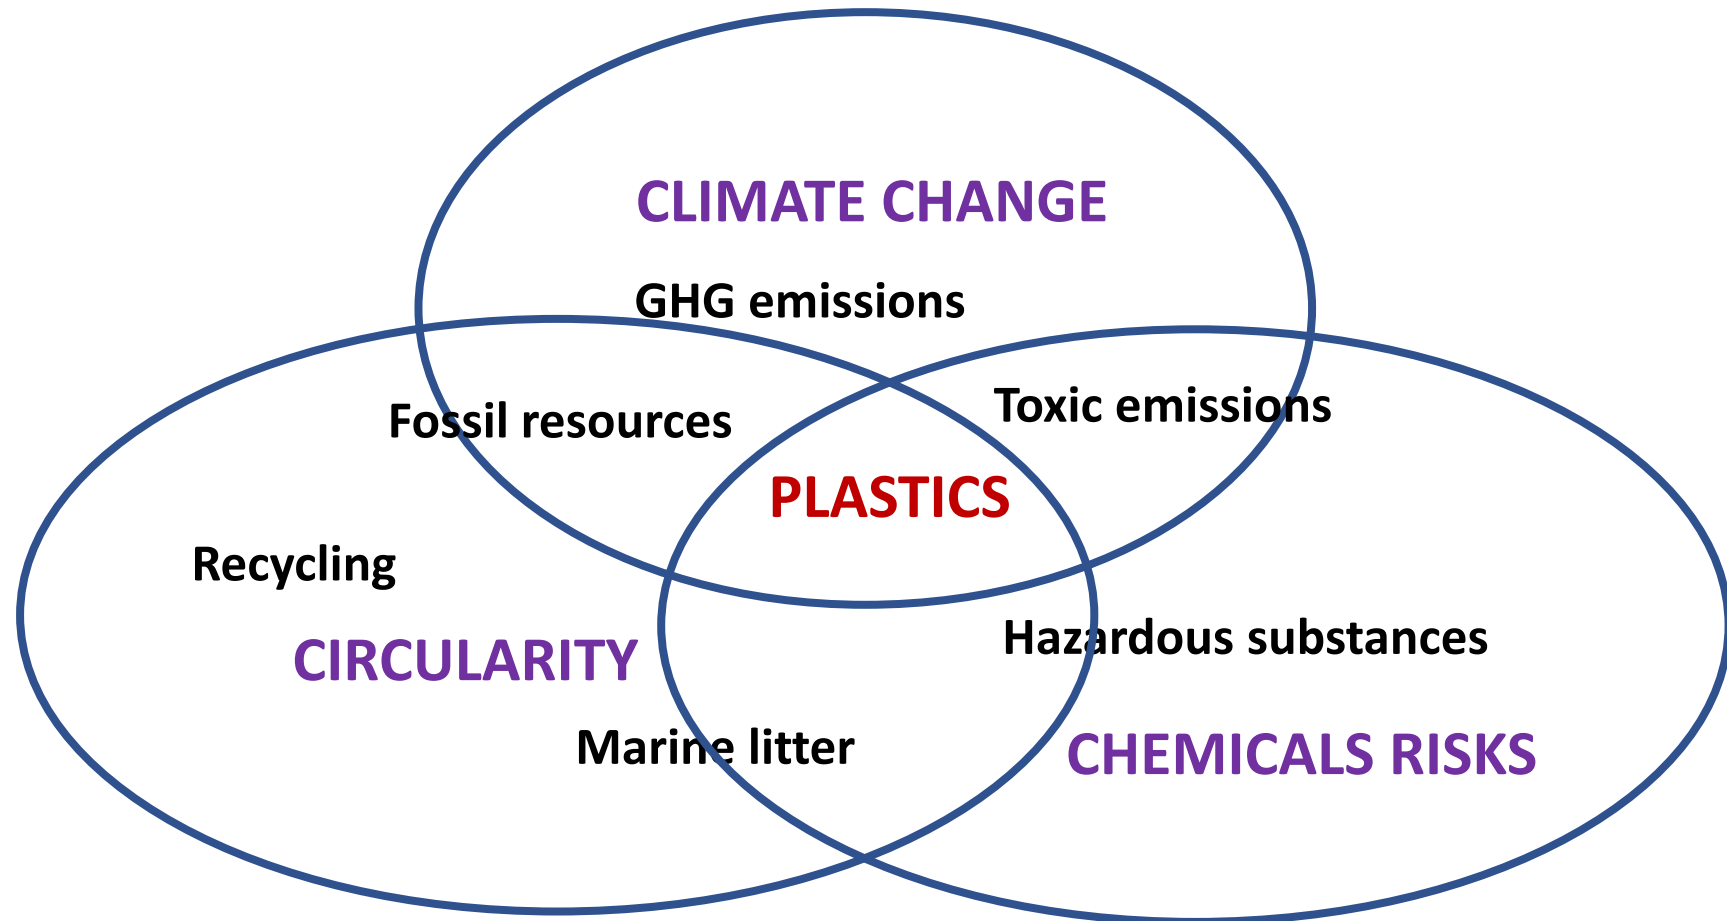 CLIMATE CHANGE
GHG emissions
Fossil resources
Toxic emissions
PLASTICS
Recycling
CIRCULARITY
Hazardous substances
Marine litter
CHEMICALS RISKS